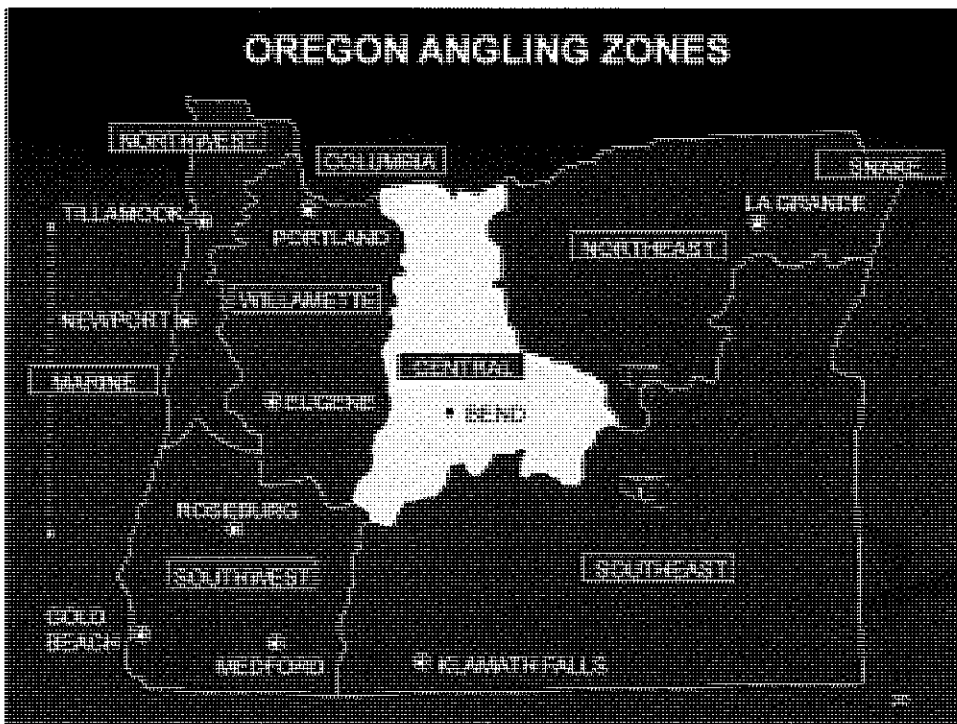 OREGON ANGLING ZONES
NORTHWEST
COLUMBIA
SNAKE
TILLAMOOK
LA GRANDE
PORTLAND
NORTHEAST
WILLAMETTE
NEWPORT
CENTRAL
MARINE
EUGENE
BEND
ROSEBURG
SOUTHWEST
SOUTHEAST
GOLD
BEACH
MEDFORD
KLAMATH FALLS